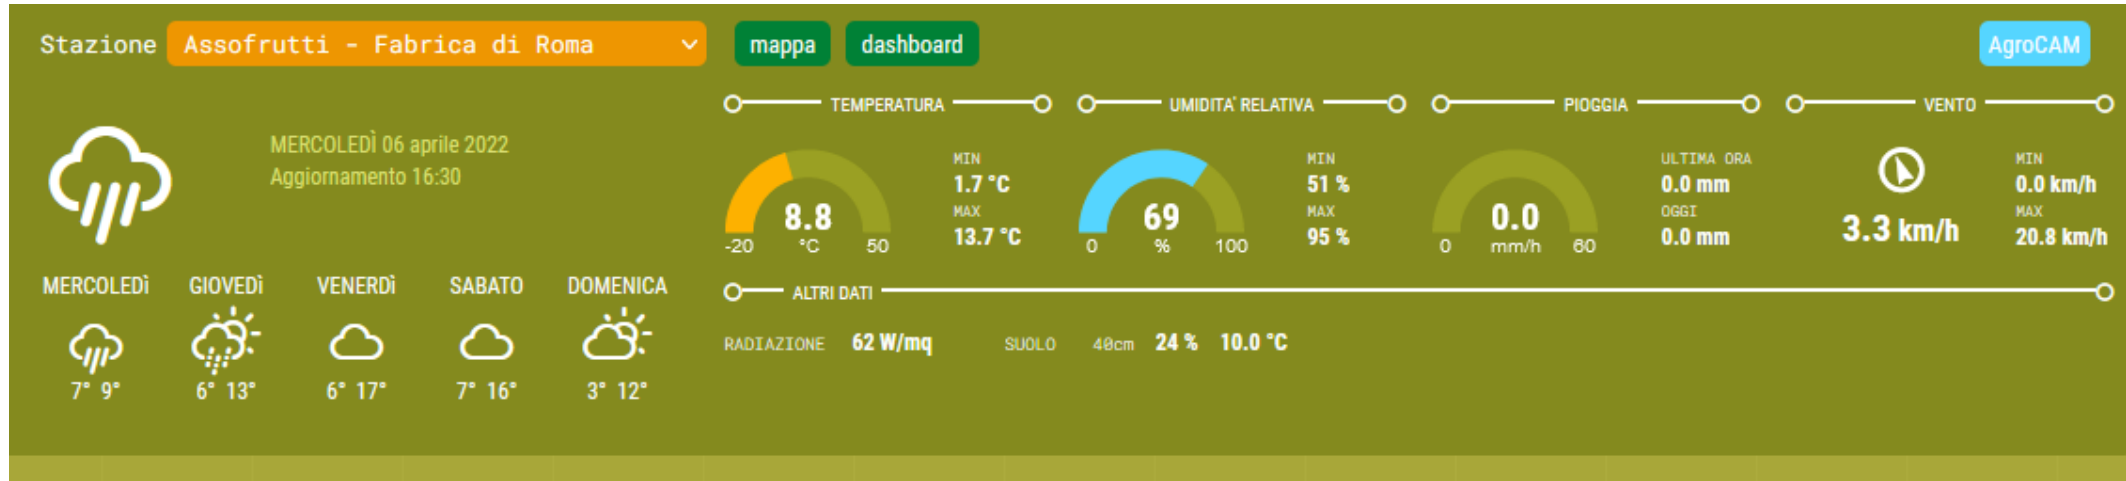 Stazione Assofrutti - Fabrica di Roma mappa dashboard AgroCAM
MERCOLEDÌ 06 aprile 2022
Aggiornamento 16:30
MERCOLEDÌ GIOVEDÌ VENERDÌ SABATO DOMENICA
7° 9° 6° 13° 6° 17° 7° 16° 3° 12°
TEMPERATURA
8.8
°C
-20 50
MIN
1.7 °C
MAX
13.7 °C
UMIDITA' RELATIVA
69
%
0 100
MIN
51 %
MAX
95 %
PIOGGIA
0.0
mm/h
0 60
ULTIMA ORA
0.0 mm
OGGI
0.0 mm
VENTO
3.3 km/h
MIN
0.0 km/h
MAX
20.8 km/h
ALTRI DATI
RADIAZIONE 62 W/mq SUOLO 40cm 24 % 10.0 °C